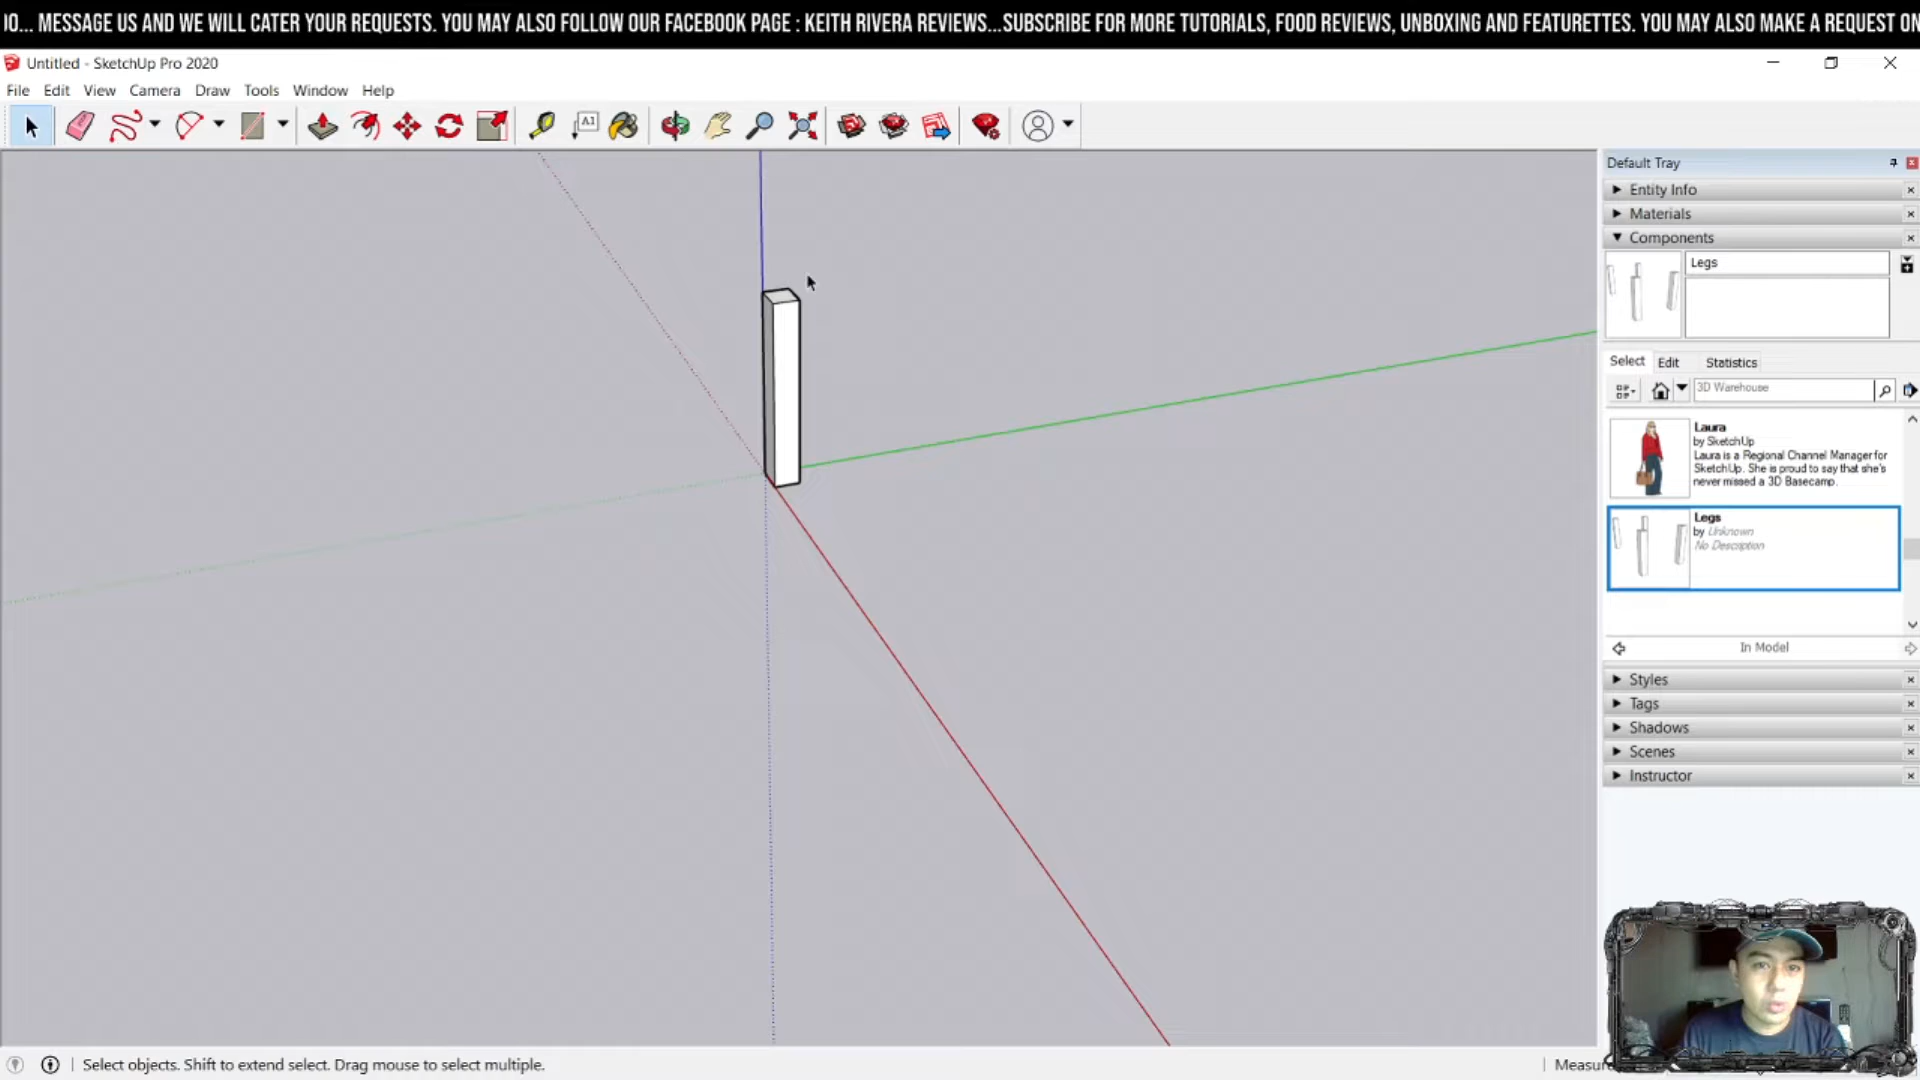 IO... MESSAGE US AND WE WILL CATER YOUR REQUESTS. YOU MAY ALSO FOLLOW OUR FACEBOOK PAGE : KEITH RIVERA REVIEWS...SUBSCRIBE FOR MORE TUTORIALS, FOOD REVIEWS, UNBOXING AND FEATURETTES. YOU MAY ALSO MAKE A REQUEST ON
Untitled - SketchUp Pro 2020
File Edit View Camera Draw Tools Window Help
A1
Default Tray
Entity Info
Materials
Components
Legs
Select Edit Statistics
3D Warehouse
Laura
by SketchUp
Laura is a Regional Channel Manager for
SketchUp. She is proud to say that she's
never missed a 3D Basecamp.
Legs
by Unknown
No Description
In Model
Styles
Tags
Shadows
Scenes
Instructor
Select objects. Shift to extend select. Drag mouse to select multiple.
Measur